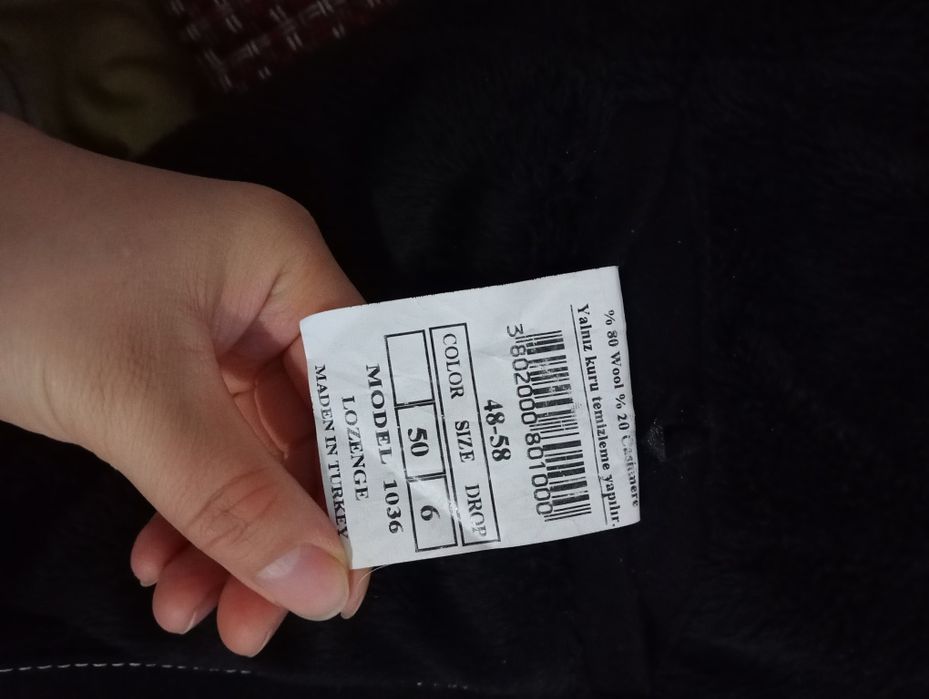 % 80 Wool % 20 Cashmere
Yalnız kuru temizleme yapılır.
3802000801000
48-58
COLOR SIZE DROP
50 6
MODEL 1036
LOZENGE
MADEN IN TURKEY